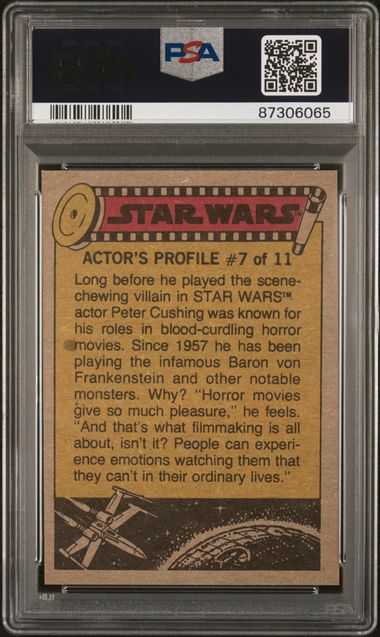 PSA
PSA
87306065
STAR WARS™
ACTOR'S PROFILE #7 of 11
Long before he played the scene-
chewing villain in STAR WARS™
actor Peter Cushing was known for
his roles in blood-curdling horror
movies. Since 1957 he has been
playing the infamous Baron von
Frankenstein and other notable
monsters. Why? "Horror movies
give so much pleasure," he feels.
"And that's what filmmaking is all
about, isn't it? People can experi-
ence emotions watching them that
they can't in their ordinary lives."
PSA